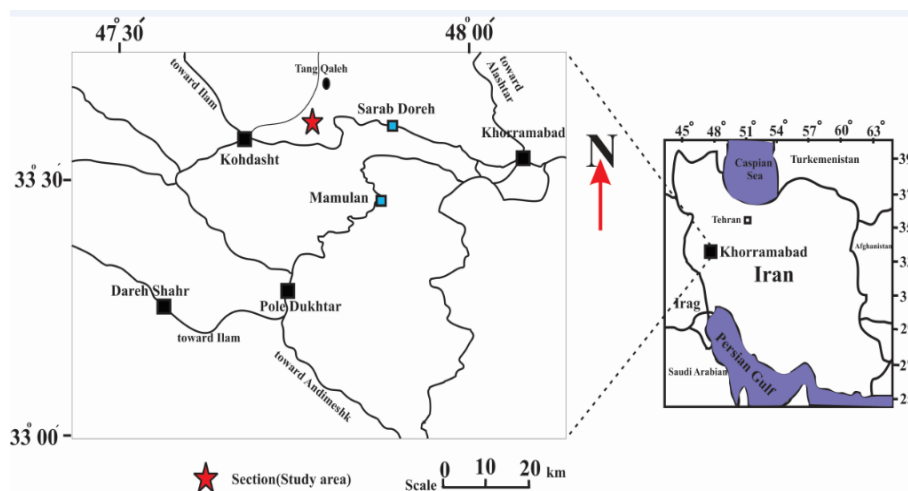 47° 30'
48° 00'
toward Ilam
Tang Qaleh
toward
Alashtar
Sarab Doreh
Khorramabad
Kohdasht
33 30
Mamulan
Dareh Shahr
Pole Dukhtar
toward Ilam
toward Andimeshk
33 00
Section(Study area)
Scale
0 10 20
km
N
45° 48° 51° 54° 57° 60° 63°
Caspian
Sea
Turkemenistan
Tehran
Afghanistan
Khorramabad
Iran
Irag
Persian Gulf
Saudi Arabian
35